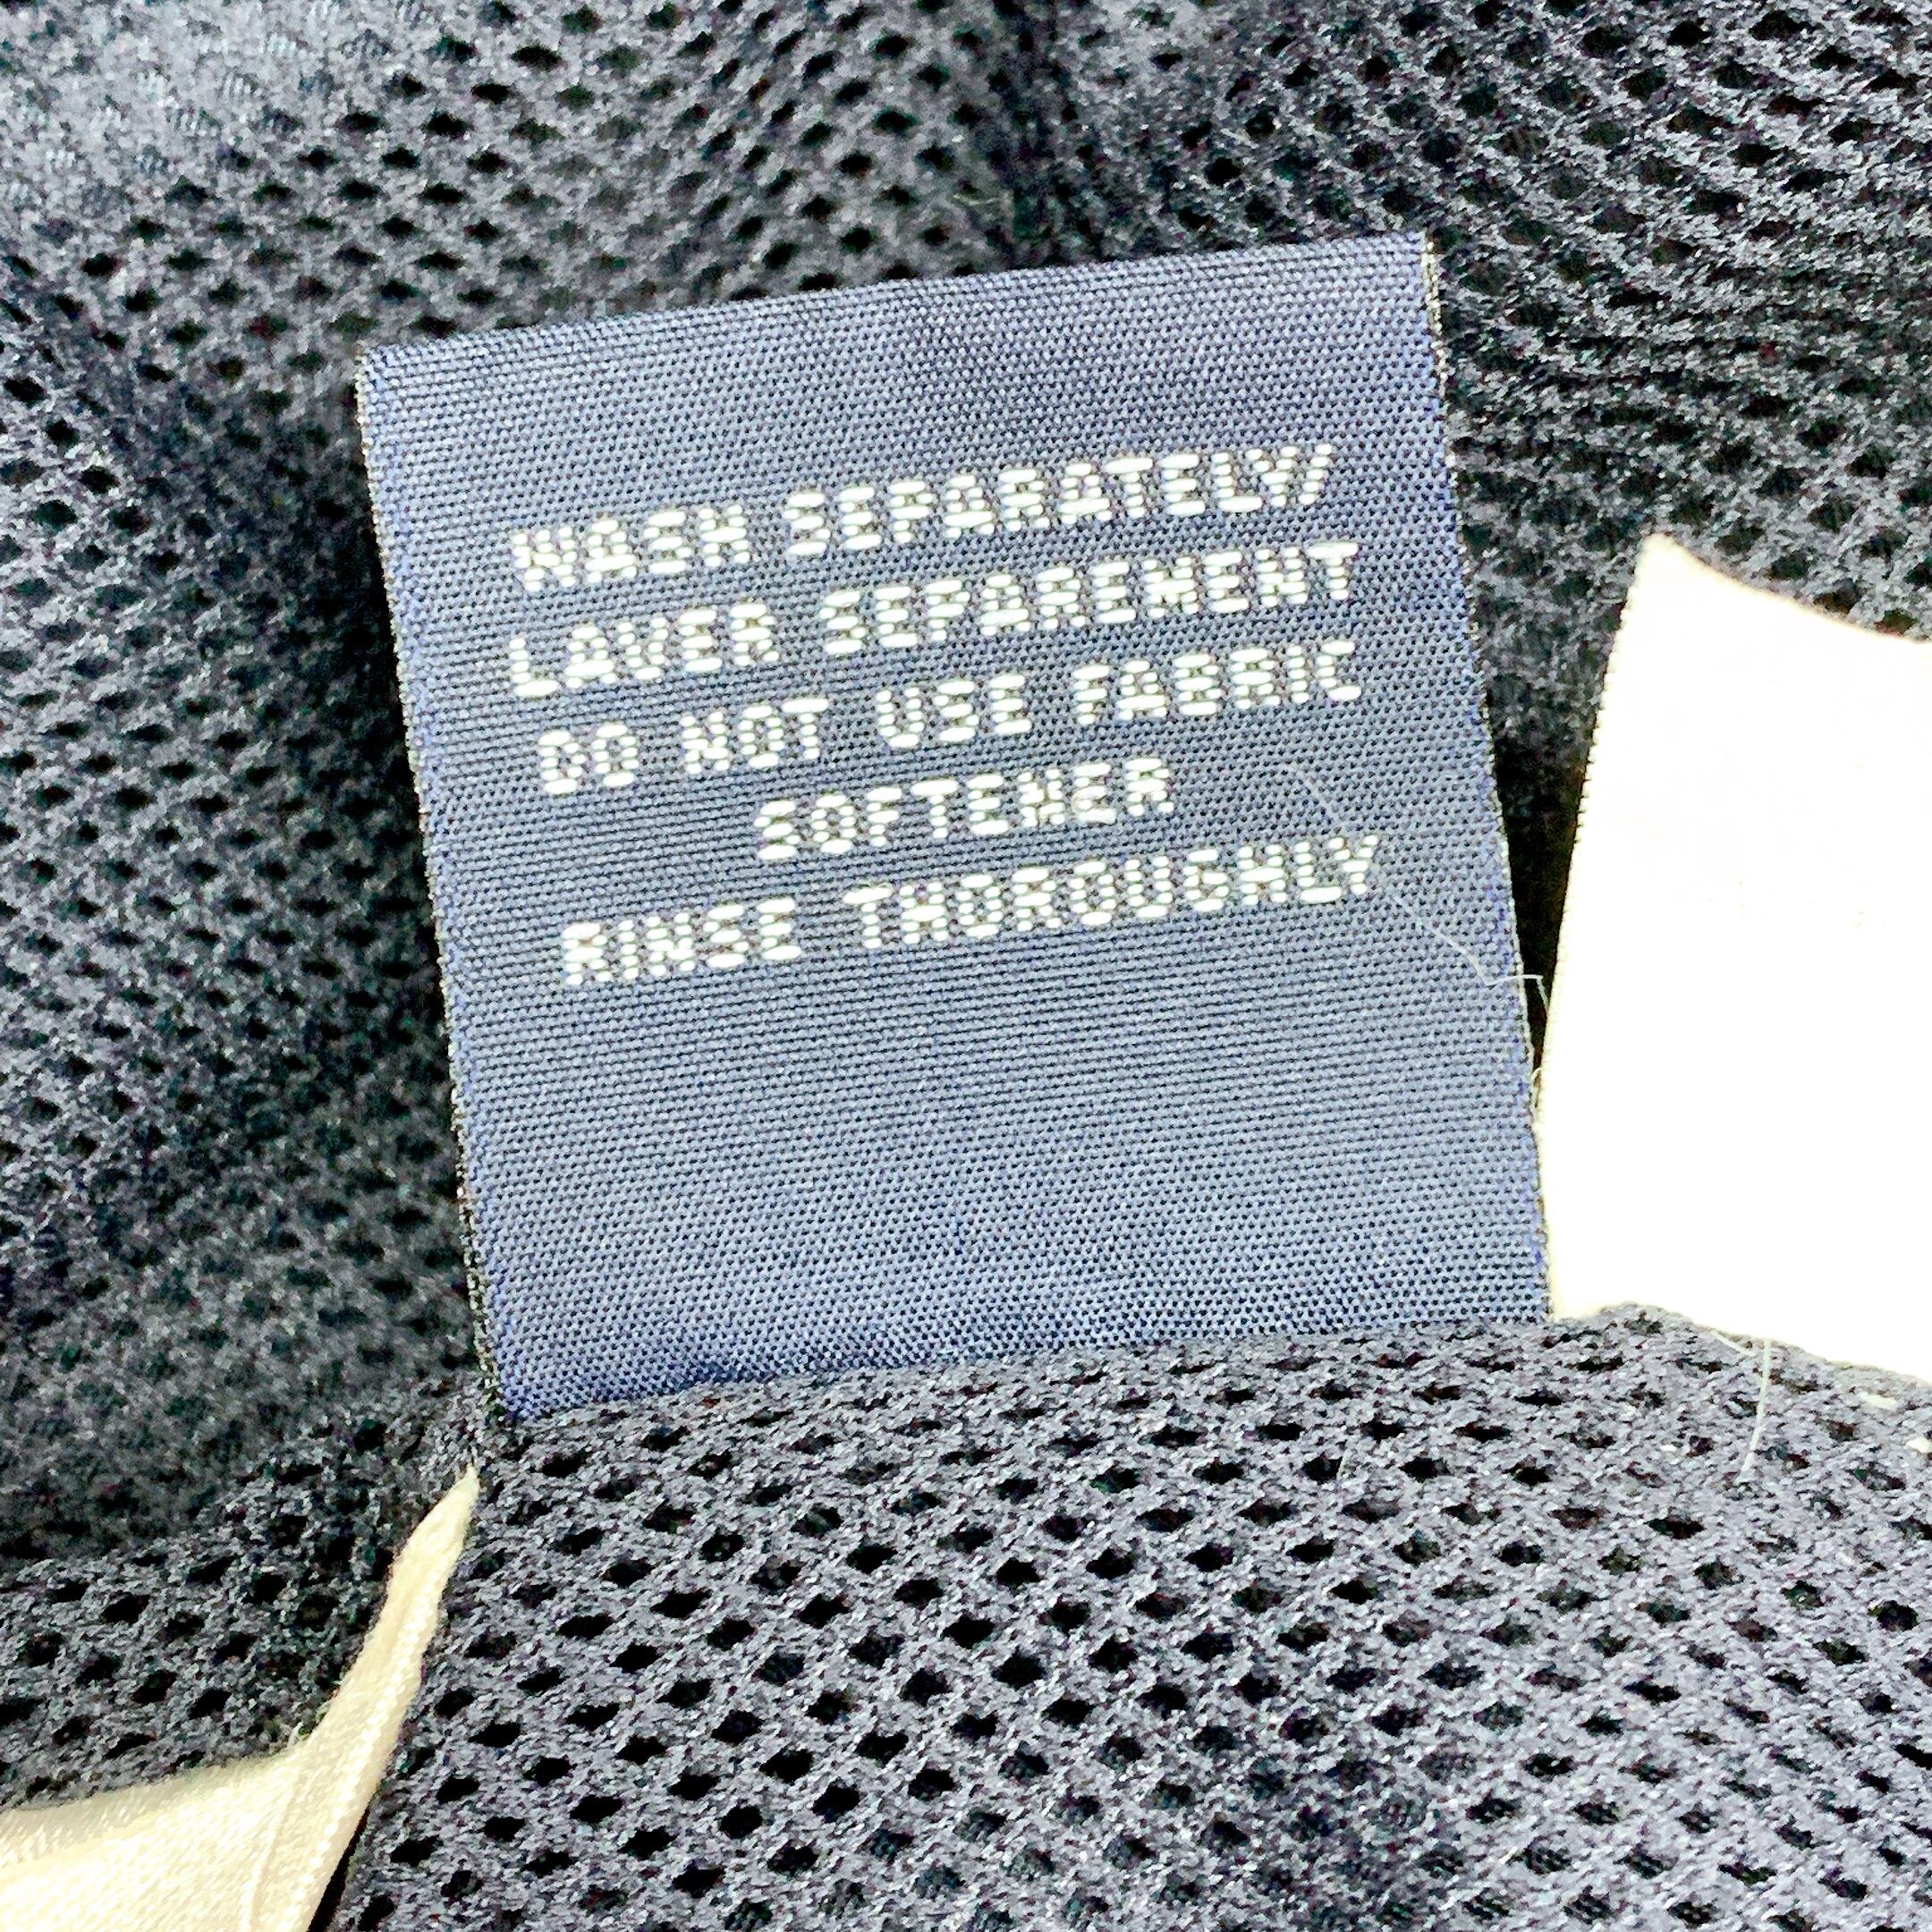 WASH SEPARATELY/
LAVER SEPAREMENT
DO NOT USE FABRIC
SOFTENER
RINSE THOROUGHLY